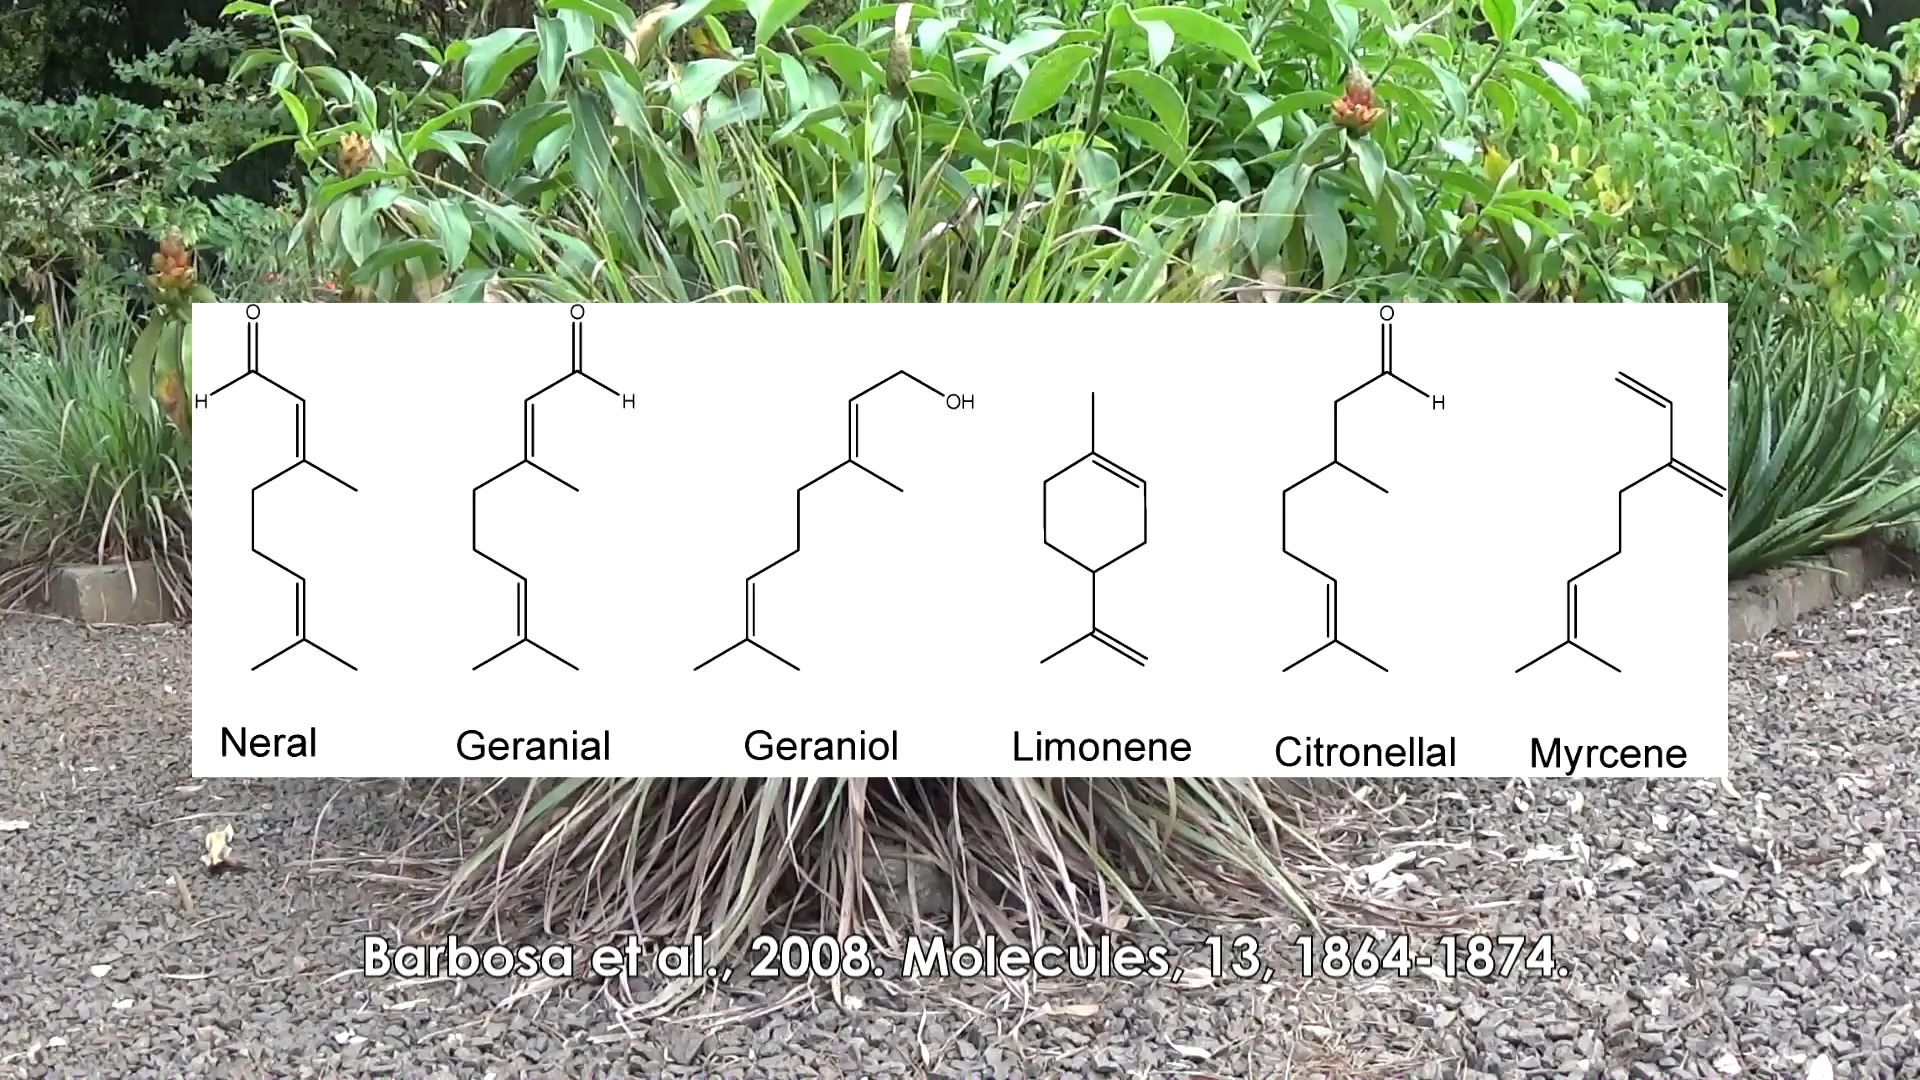 O O O
H H OH H
Neral Geranial Geraniol Limonene Citronellal Myrcene
Barbosa et al., 2008. Molecules, 13, 1864-1874.